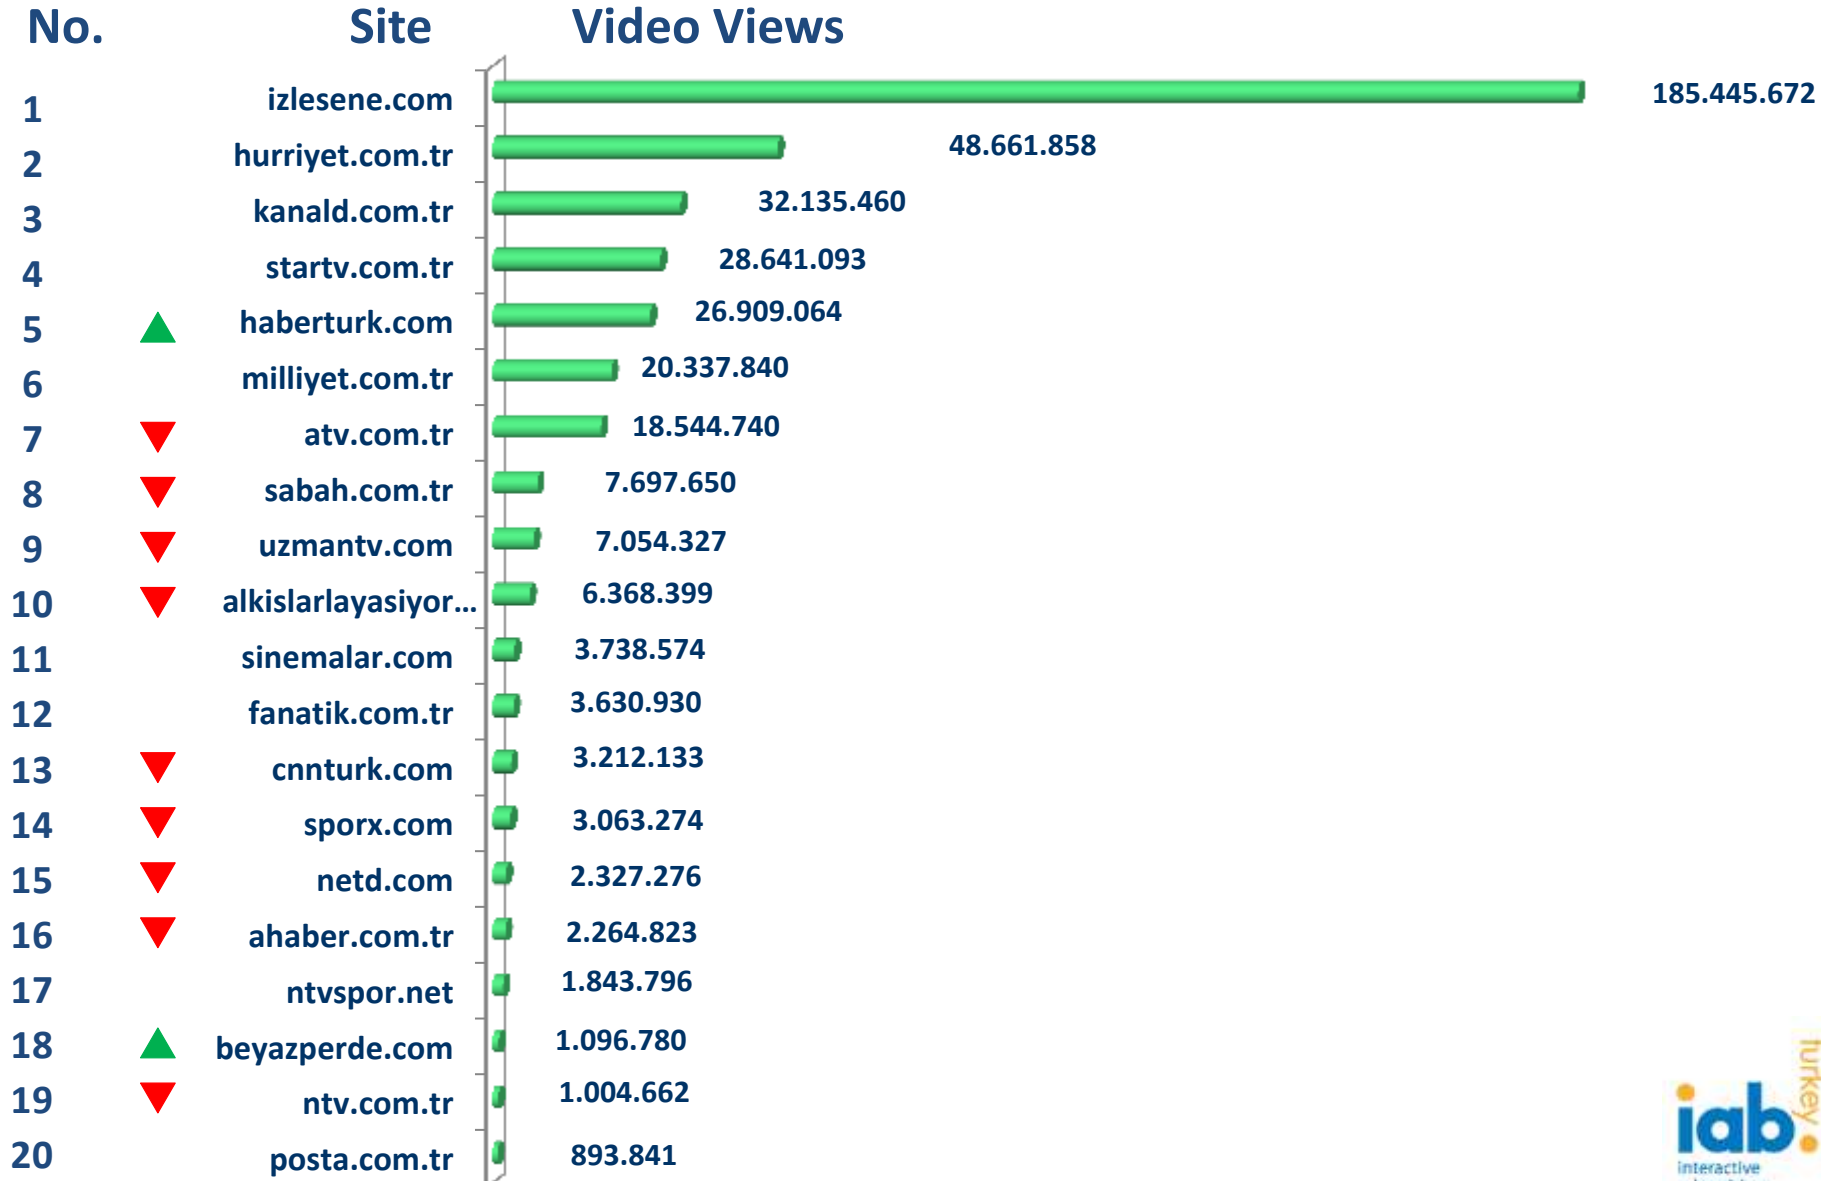 No. Site Video Views
1 izlesene.com 185.445.672
2 hurriyet.com.tr 48.661.858
3 kanald.com.tr 32.135.460
4 startv.com.tr 28.641.093
5 haberturk.com 26.909.064
6 milliyet.com.tr 20.337.840
7 atv.com.tr 18.544.740
8 sabah.com.tr 7.697.650
9 uzmantv.com 7.054.327
10 alkislarlayasiyor... 6.368.399
11 sinemalar.com 3.738.574
12 fanatik.com.tr 3.630.930
13 cnnturk.com 3.212.133
14 sporx.com 3.063.274
15 netd.com 2.327.276
16 ahaber.com.tr 2.264.823
17 ntvspor.net 1.843.796
18 beyazperde.com 1.096.780
19 ntv.com.tr 1.004.662
20 posta.com.tr 893.841
turkey
iab
interactive